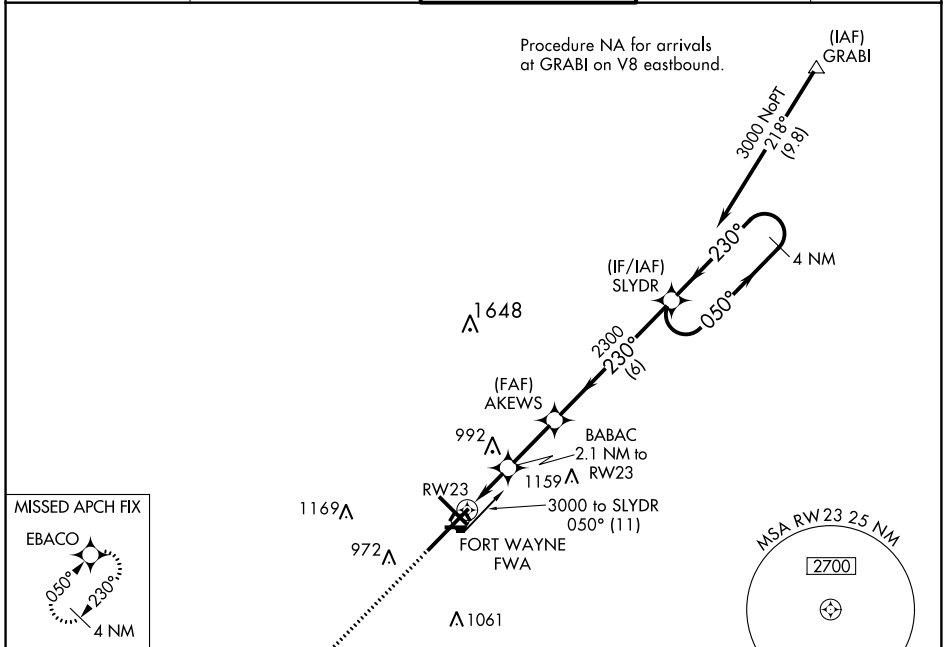 Procedure NA for arrivals
at GRABI on V8 eastbound.
(IAF)
GRABI
3000 NoPT
218°
(9.8)
230°
4 NM
(IF/IAF)
SLYDR
050°
1648
2300
230°
(6)
(FAF)
AKEWS
992
BABAC
2.1 NM to
RW23
1159
RW23
3000 to SLYDR
050° (11)
1169
972
FORT WAYNE
FWA
1061
MISSED APCH FIX
EBACO
050°
230°
4 NM
MSA RW23 25 NM
2700